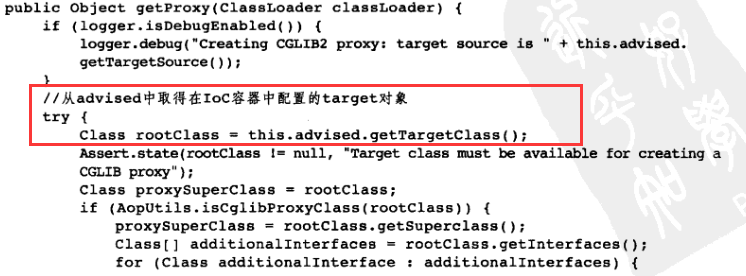 public Object getProxy(ClassLoader classLoader) {
if (logger.isDebugEnabled()) {
logger.debug("Creating CGLIB2 proxy: target source is " + this.advised.
getTargetSource());
}
//从advised中取得在IoC容器中配置的target对象
try {
Class rootClass = this.advised.getTargetClass();
Assert.state(rootClass != null, "Target class must be available for creating a
CGLIB proxy");
Class proxySuperClass = rootClass;
if (AopUtils.isCglibProxyClass(rootClass)) {
proxySuperClass = rootClass.getSuperclass();
Class[] additionalInterfaces = rootClass.getInterfaces();
for (Class additionalInterface : additionalInterfaces) {